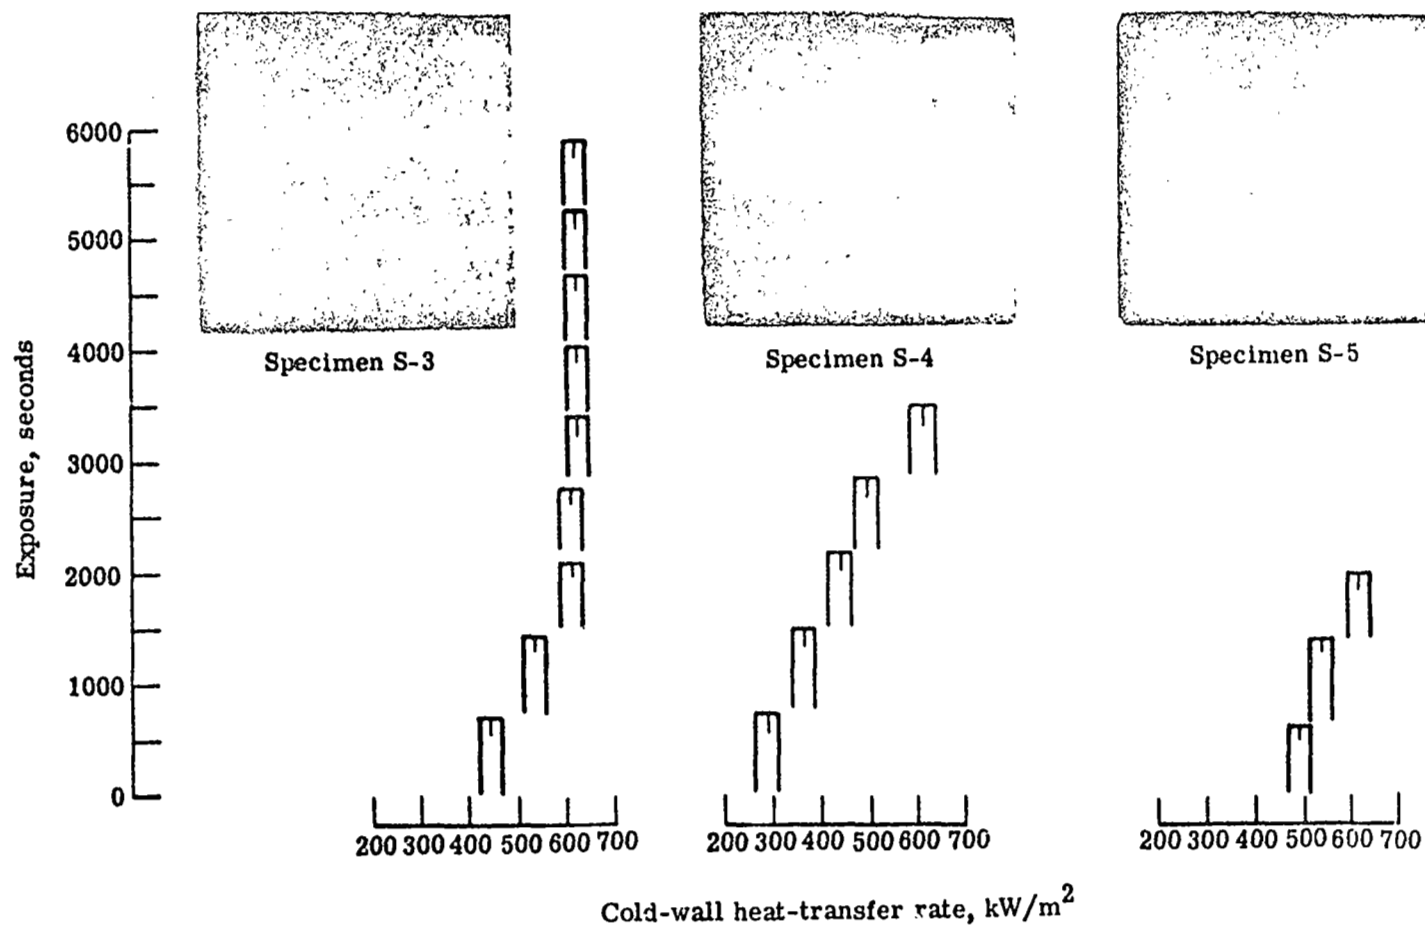 6000
5000
4000
3000
2000
1000
0
Exposure, seconds
Specimen S-3
Specimen S-4
Specimen S-5
200 300 400 500 600 700
200 300 400 500 600 700
200 300 400 500 600 700
Cold-wall heat-transfer rate, kW/m²